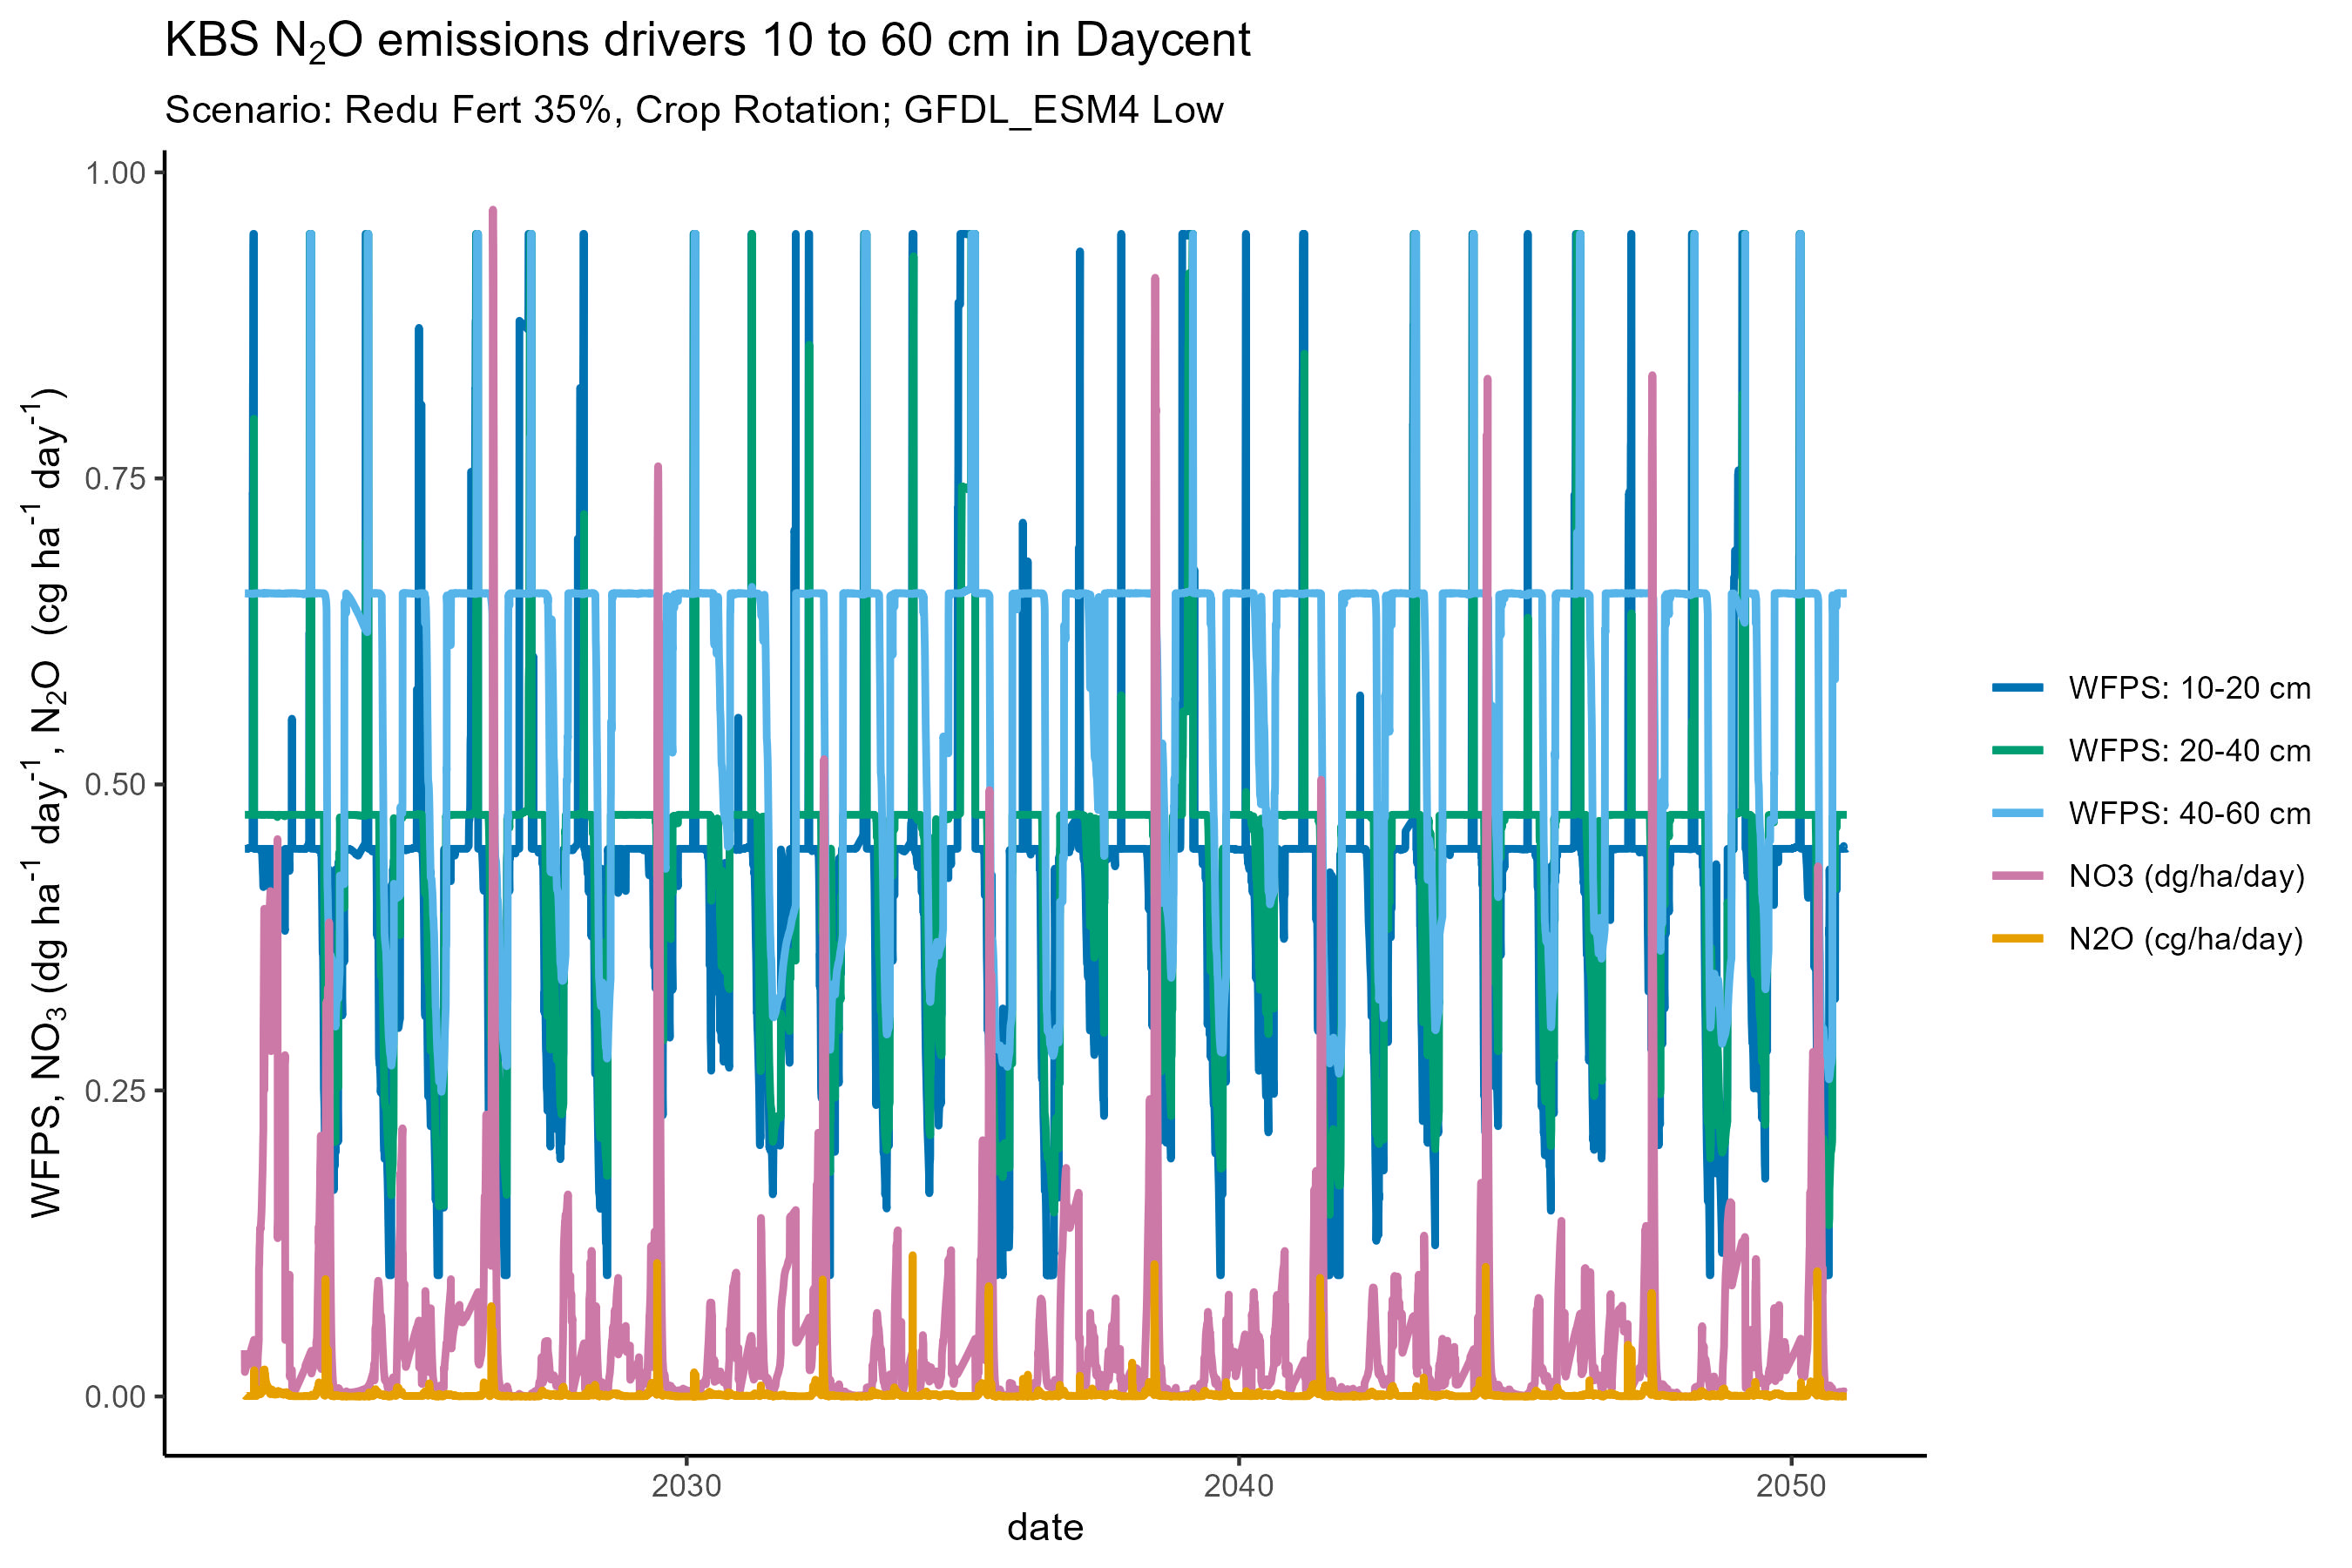 KBS N₂O emissions drivers 10 to 60 cm in Daycent
Scenario: Redu Fert 35%, Crop Rotation; GFDL_ESM4 Low
WFPS, NO₃ (dg ha⁻¹ day⁻¹, N₂O (cg ha⁻¹ day⁻¹)
1.00
0.75
0.50
0.25
0.00
2030
2040
2050
date
WFPS: 10-20 cm
WFPS: 20-40 cm
WFPS: 40-60 cm
NO3 (dg/ha/day)
N2O (cg/ha/day)